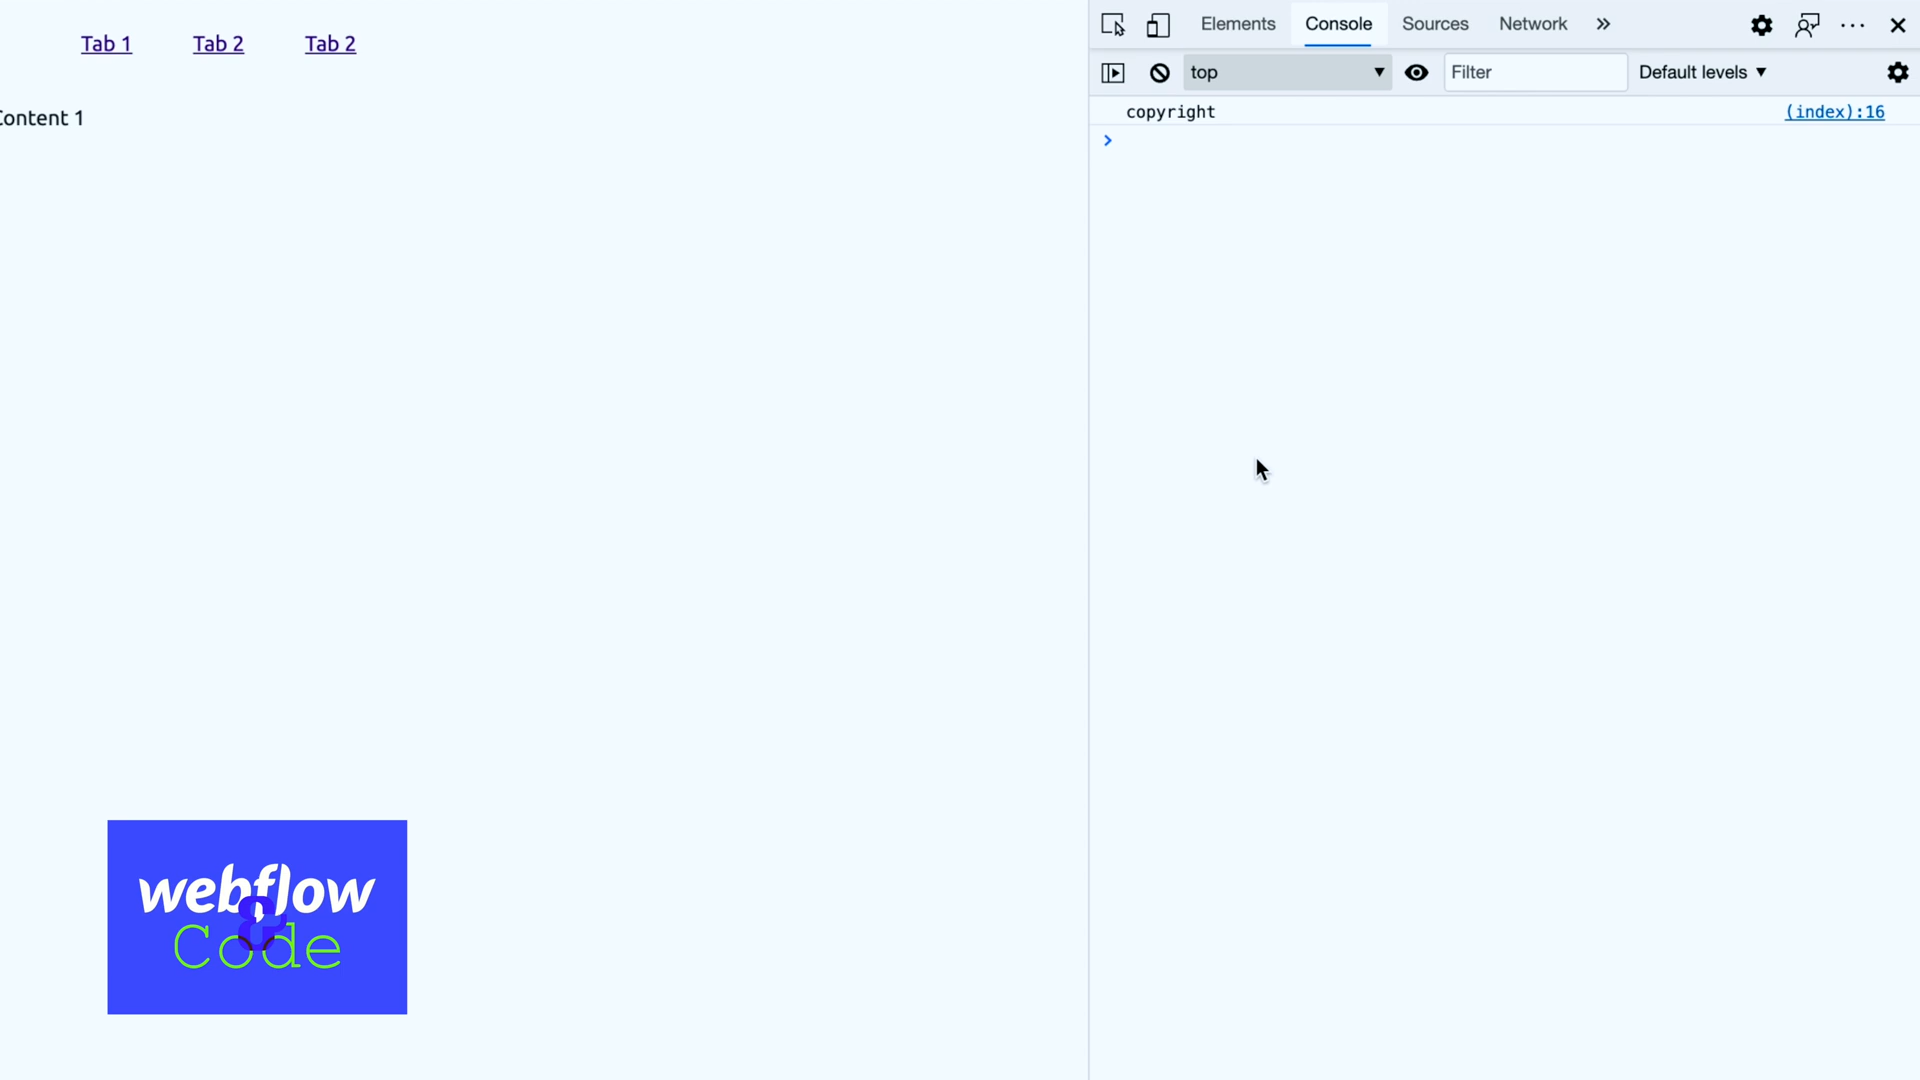 Tab 1 Tab 2 Tab 2
Content 1
webflow
&
Code
Elements Console Sources Network »
top Filter Default levels
copyright (index):16
>